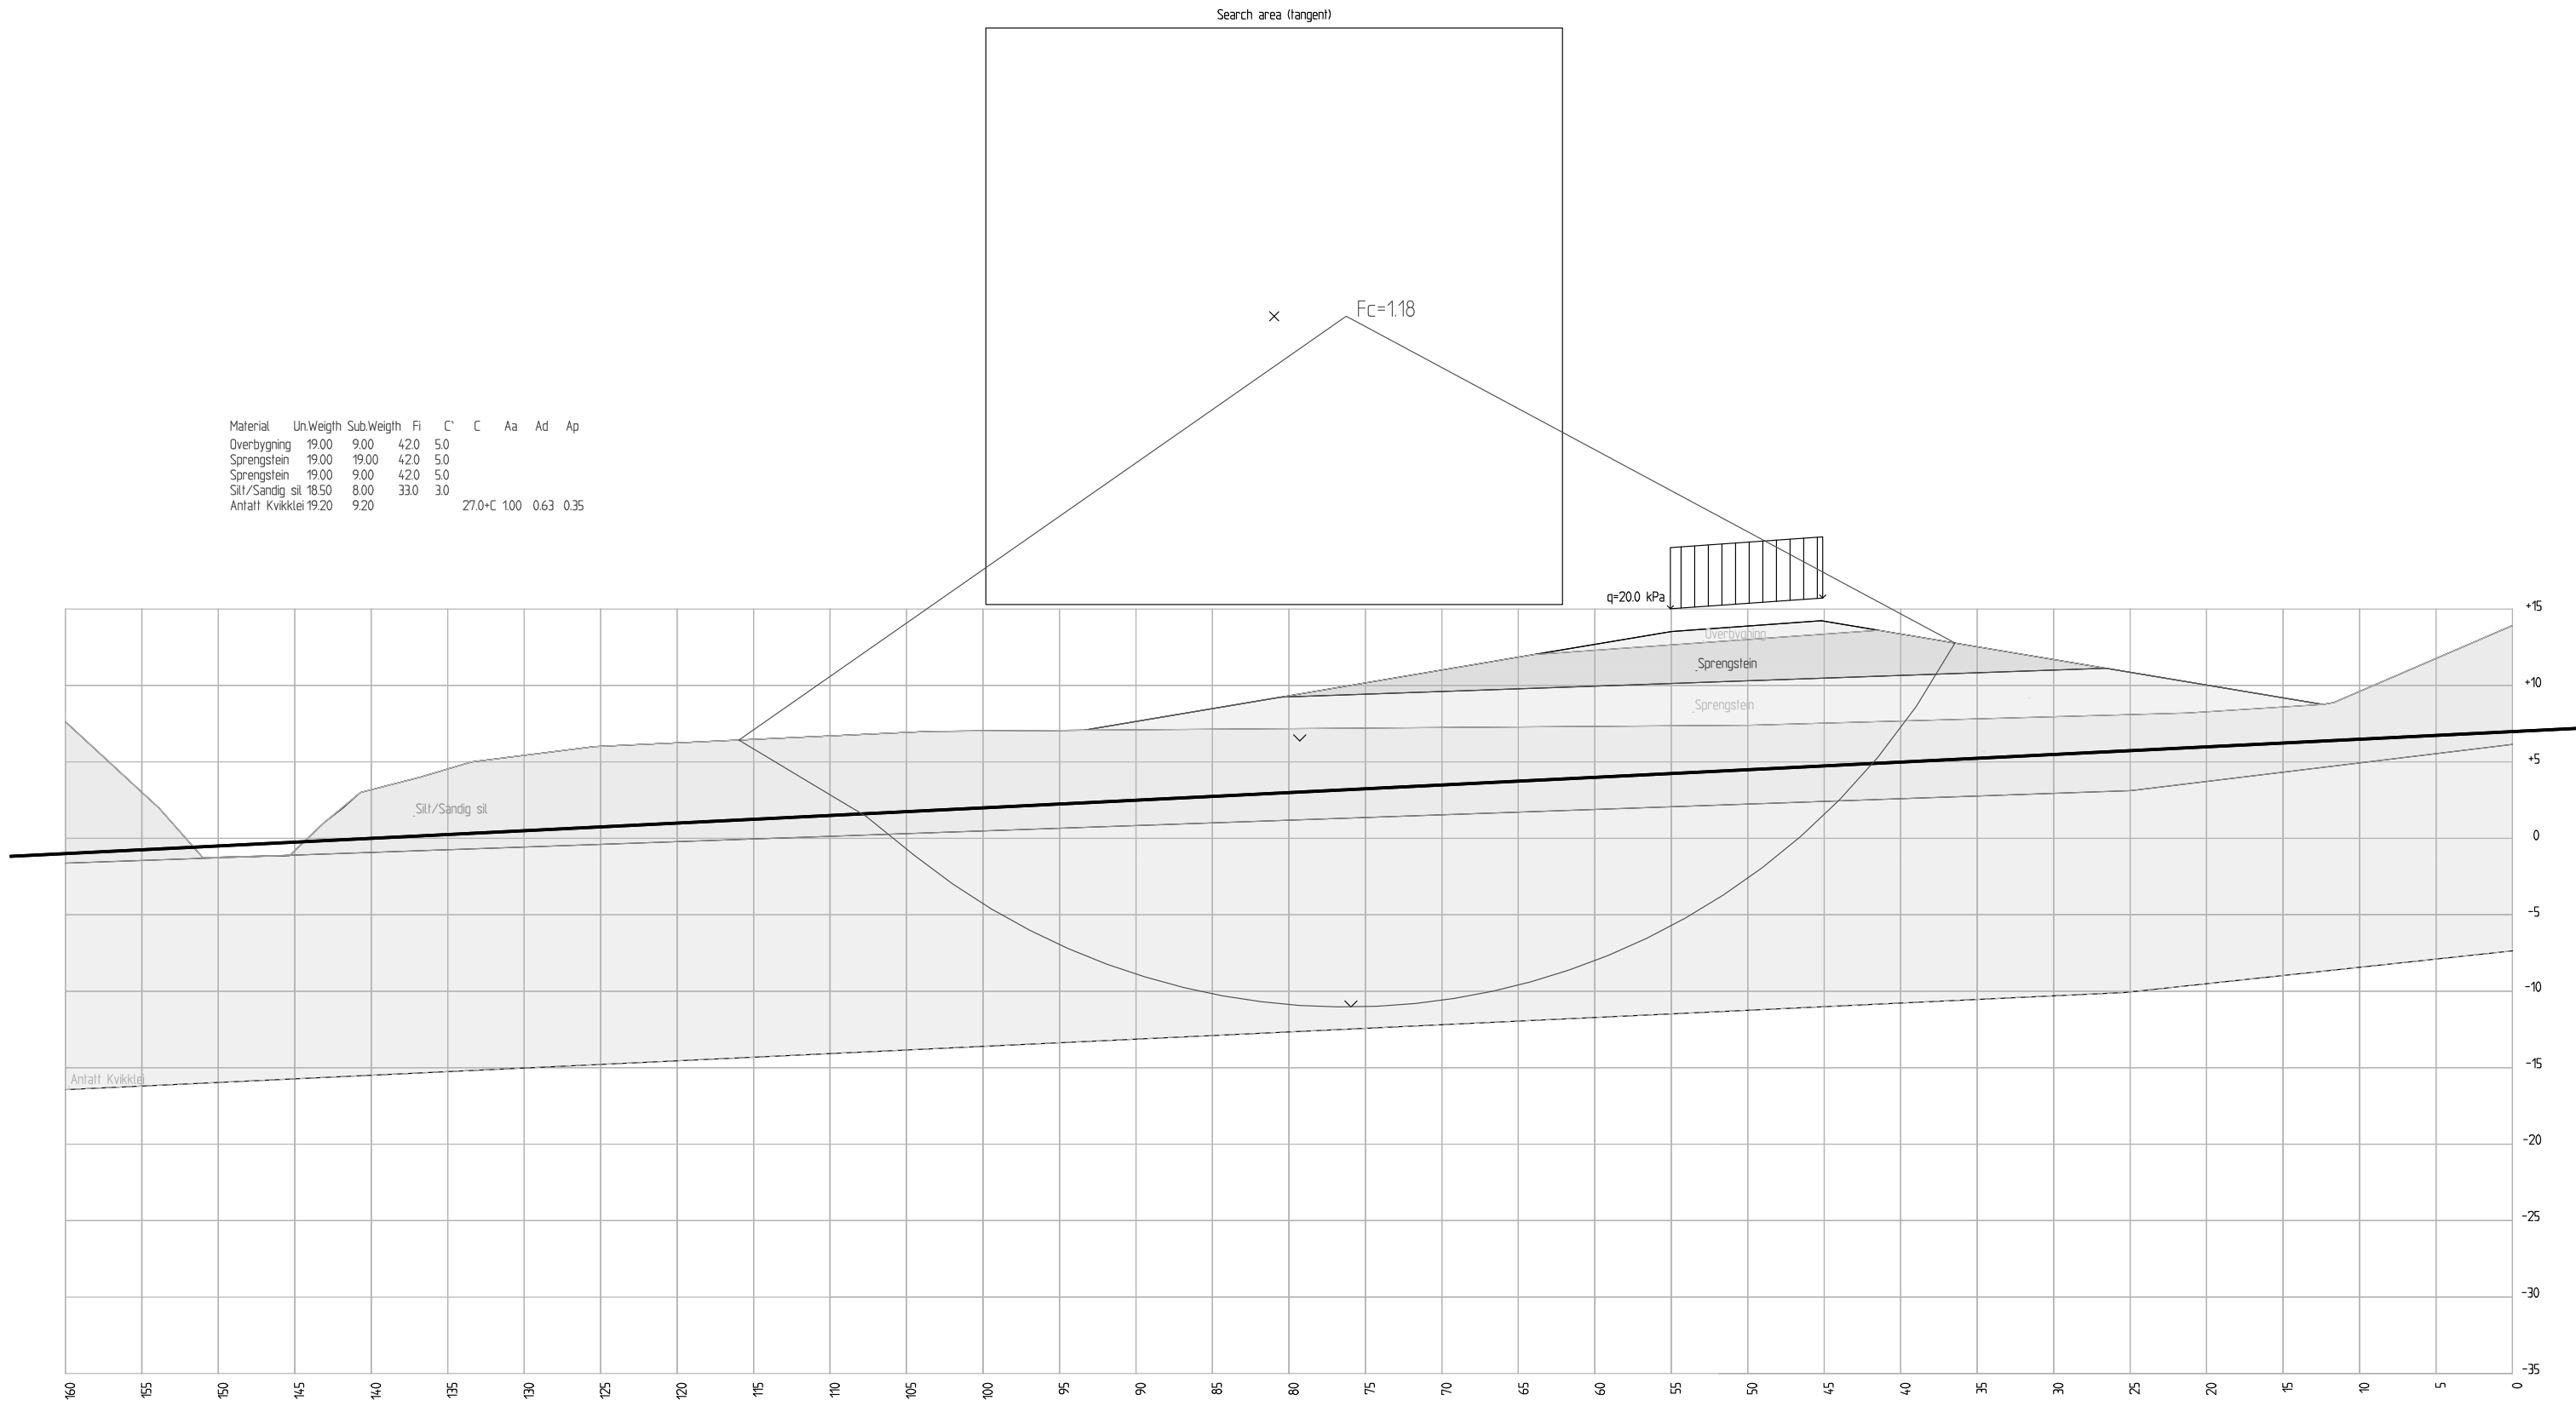 Search area (tangent)
Fc=1.18
Material Un.Weigth Sub.Weigth Fi C` C Aa Ad Ap
Overbygning 19.00 9.00 42.0 5.0
Sprengstein 19.00 19.00 42.0 5.0
Sprengstein 19.00 9.00 42.0 5.0
Silt/Sandig sil 18.50 8.00 33.0 3.0
Antatt Kvikklei 19.20 9.20 27.0+C 1.00 0.63 0.35
q=20.0 kPa
+15
Overbygning
Sprengstein
+10
Sprengstein
+5
Silt/Sandig sil
0
-5
-10
-15
Antatt Kvikklei
-20
-25
-30
-35
160 155 150 145 140 135 130 125 120 115 110 105 100 95 90 85 80 75 70 65 60 55 50 45 40 35 30 25 20 15 10 5 0